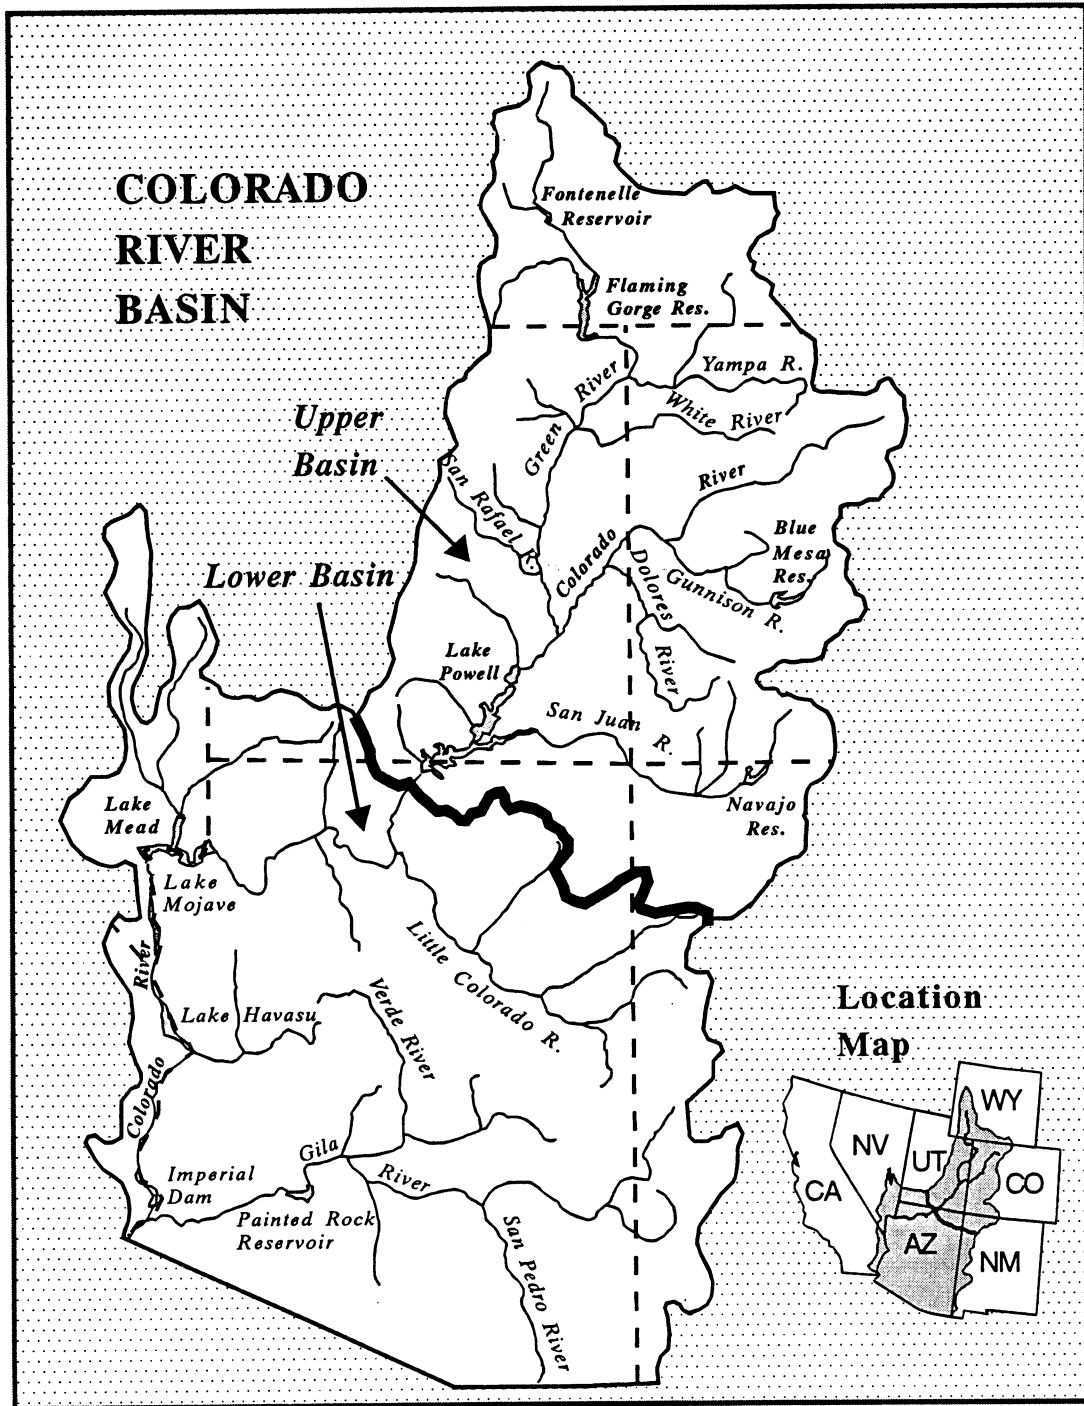 COLORADO
RIVER
BASIN
Fontenelle
Reservoir
Flaming
Gorge Res.
Yampa R.
White River
Green River
Upper
Basin
San Rafael R.
River
Colorado
Blue
Mesa
Res.
Gunnison R.
Dolores
River
Lower Basin
Lake
Powell
San Juan R.
Navajo
Res.
Lake
Mead
Lake
Mojave
River
Colorado
Little Colorado R.
Lake Havasu
Verde River
Gila River
Imperial
Dam
Painted Rock
Reservoir
San Pedro River
Location
Map
WY
NV
UT
CO
CA
AZ
NM